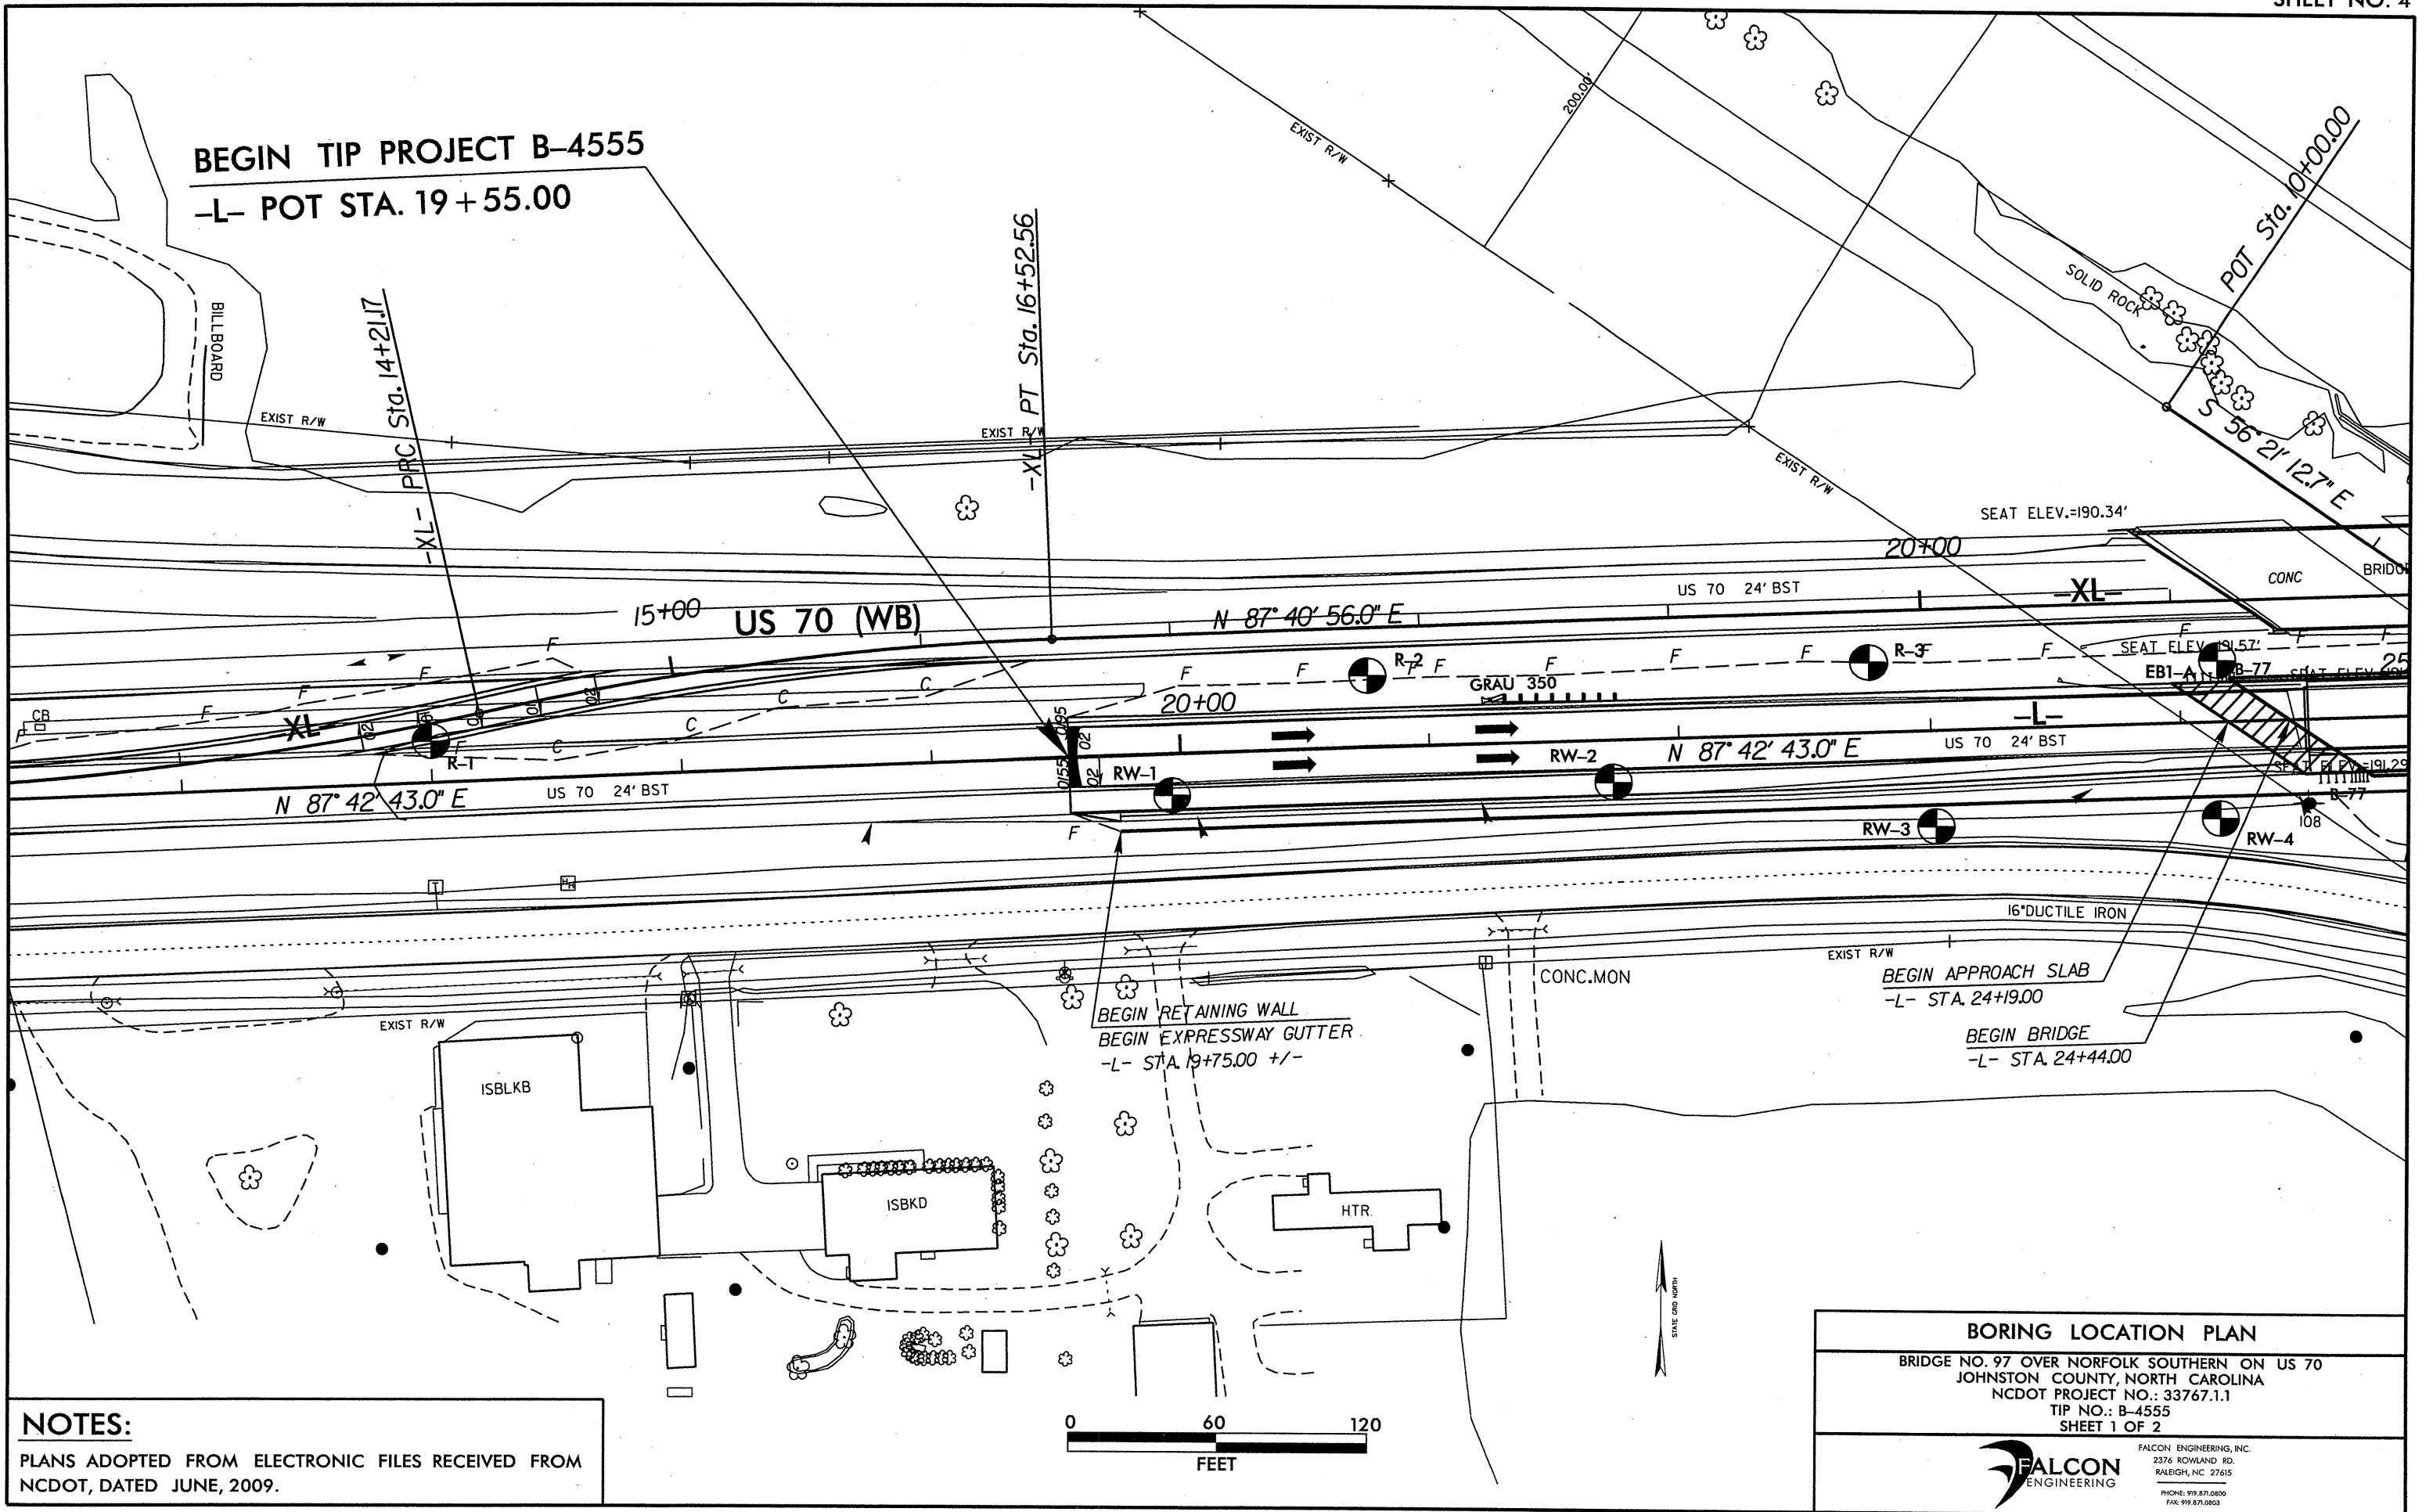 SHEET NO. 4
BEGIN TIP PROJECT B–4555
–L– POT STA. 19+55.00
BILLBOARD
EXIST R/W
-XL- PRC Sta. 14+21.17
-XL- PT Sta. 16+52.56
EXIST R/W
EXIST R/W
200.00'
EXIST R/W
SOLID ROCK
POT Sta. 10+00.00
S 56° 21' 12.7" E
SEAT ELEV.=190.34'
20+00
CONC
US 70 24' BST
–XL–
15+00
US 70 (WB)
N 87° 40' 56.0" E
F
F
F
F
F
F
F
F
F
F
F
F
F
C
C
C
C
R–2
R–3
SEAT ELEV. 191.57'
EB1–A
B–77
25
GRAU 350
20+00
CB
XL
R–1
–L–
RW–1
RW–2
N 87° 42' 43.0" E
US 70 24' BST
N 87° 42' 43.0" E
US 70 24' BST
B–77
108
RW–3
RW–4
F
16"DUCTILE IRON
EXIST R/W
CONC.MON
BEGIN APPROACH SLAB
-L- STA. 24+19.00
BEGIN BRIDGE
-L- STA. 24+44.00
BEGIN RETAINING WALL
BEGIN EXPRESSWAY GUTTER
-L- STA. 19+75.00 +/-
EXIST R/W
ISBLKB
ISBKD
HTR.
STATE GRID NORTH
BORING LOCATION PLAN
BRIDGE NO. 97 OVER NORFOLK SOUTHERN ON US 70
JOHNSTON COUNTY, NORTH CAROLINA
NCDOT PROJECT NO.: 33767.1.1
TIP NO.: B–4555
SHEET 1 OF 2
FALCON
ENGINEERING
FALCON ENGINEERING, INC.
2376 ROWLAND RD.
RALEIGH, NC 27615
PHONE: 919.871.0800
FAX: 919.871.0803
0 60 120
FEET
NOTES:
PLANS ADOPTED FROM ELECTRONIC FILES RECEIVED FROM
NCDOT, DATED JUNE, 2009.